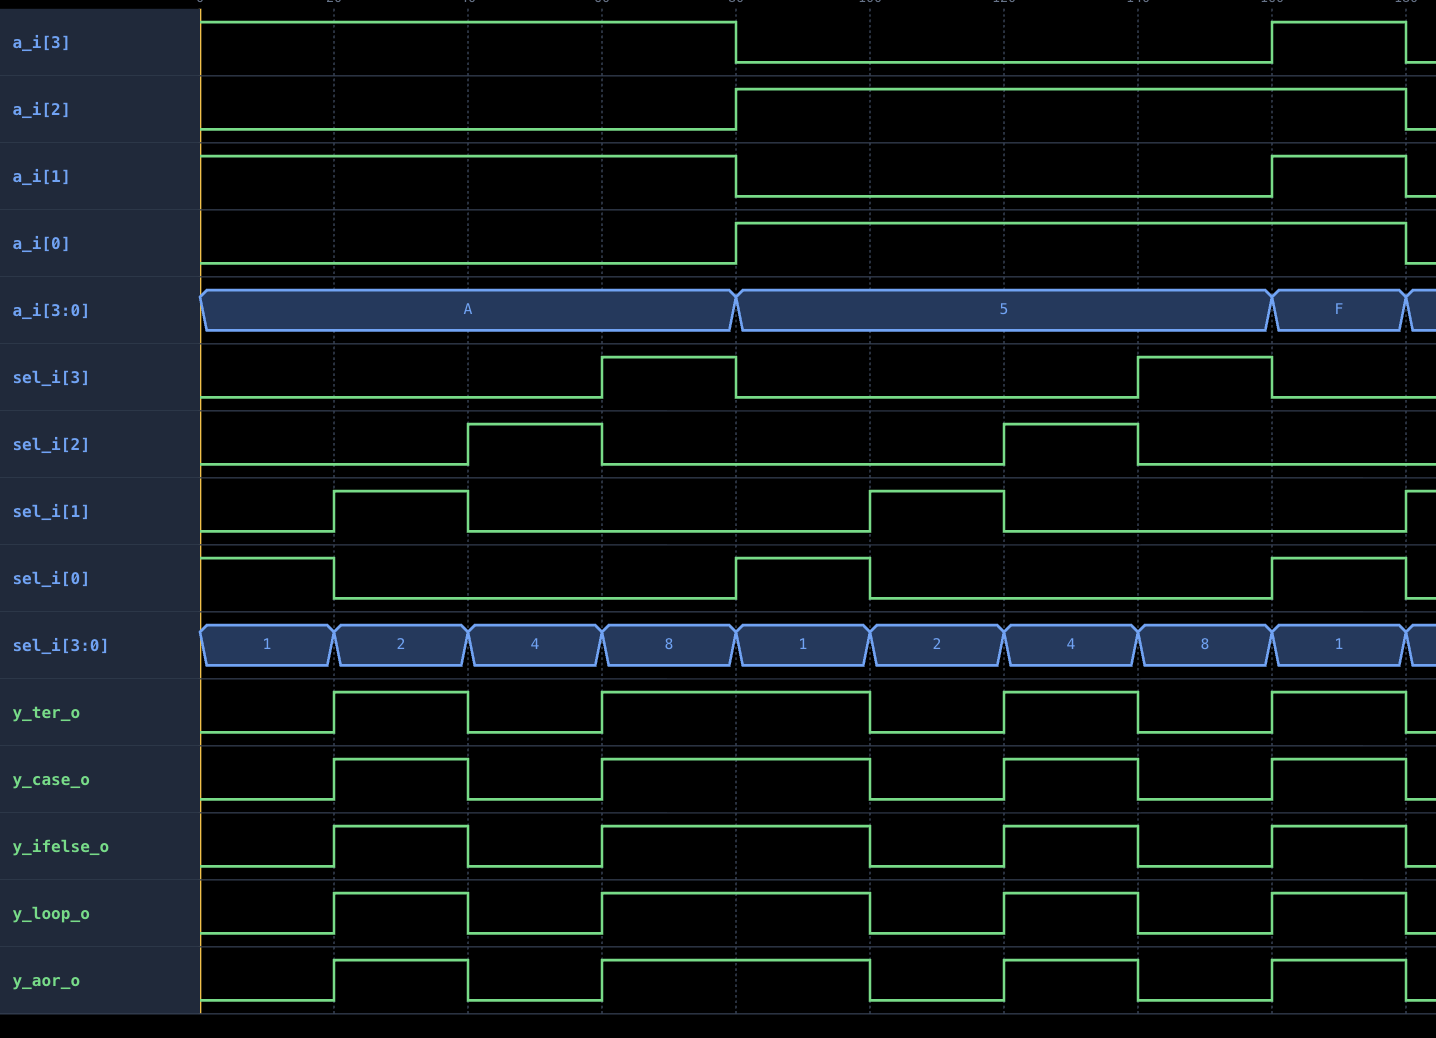 a_i[3]
a_i[2]
a_i[1]
a_i[0]
a_i[3:0] A 5 F
sel_i[3]
sel_i[2]
sel_i[1]
sel_i[0]
sel_i[3:0] 1 2 4 8 1 2 4 8 1
y_ter_o
y_case_o
y_ifelse_o
y_loop_o
y_aor_o